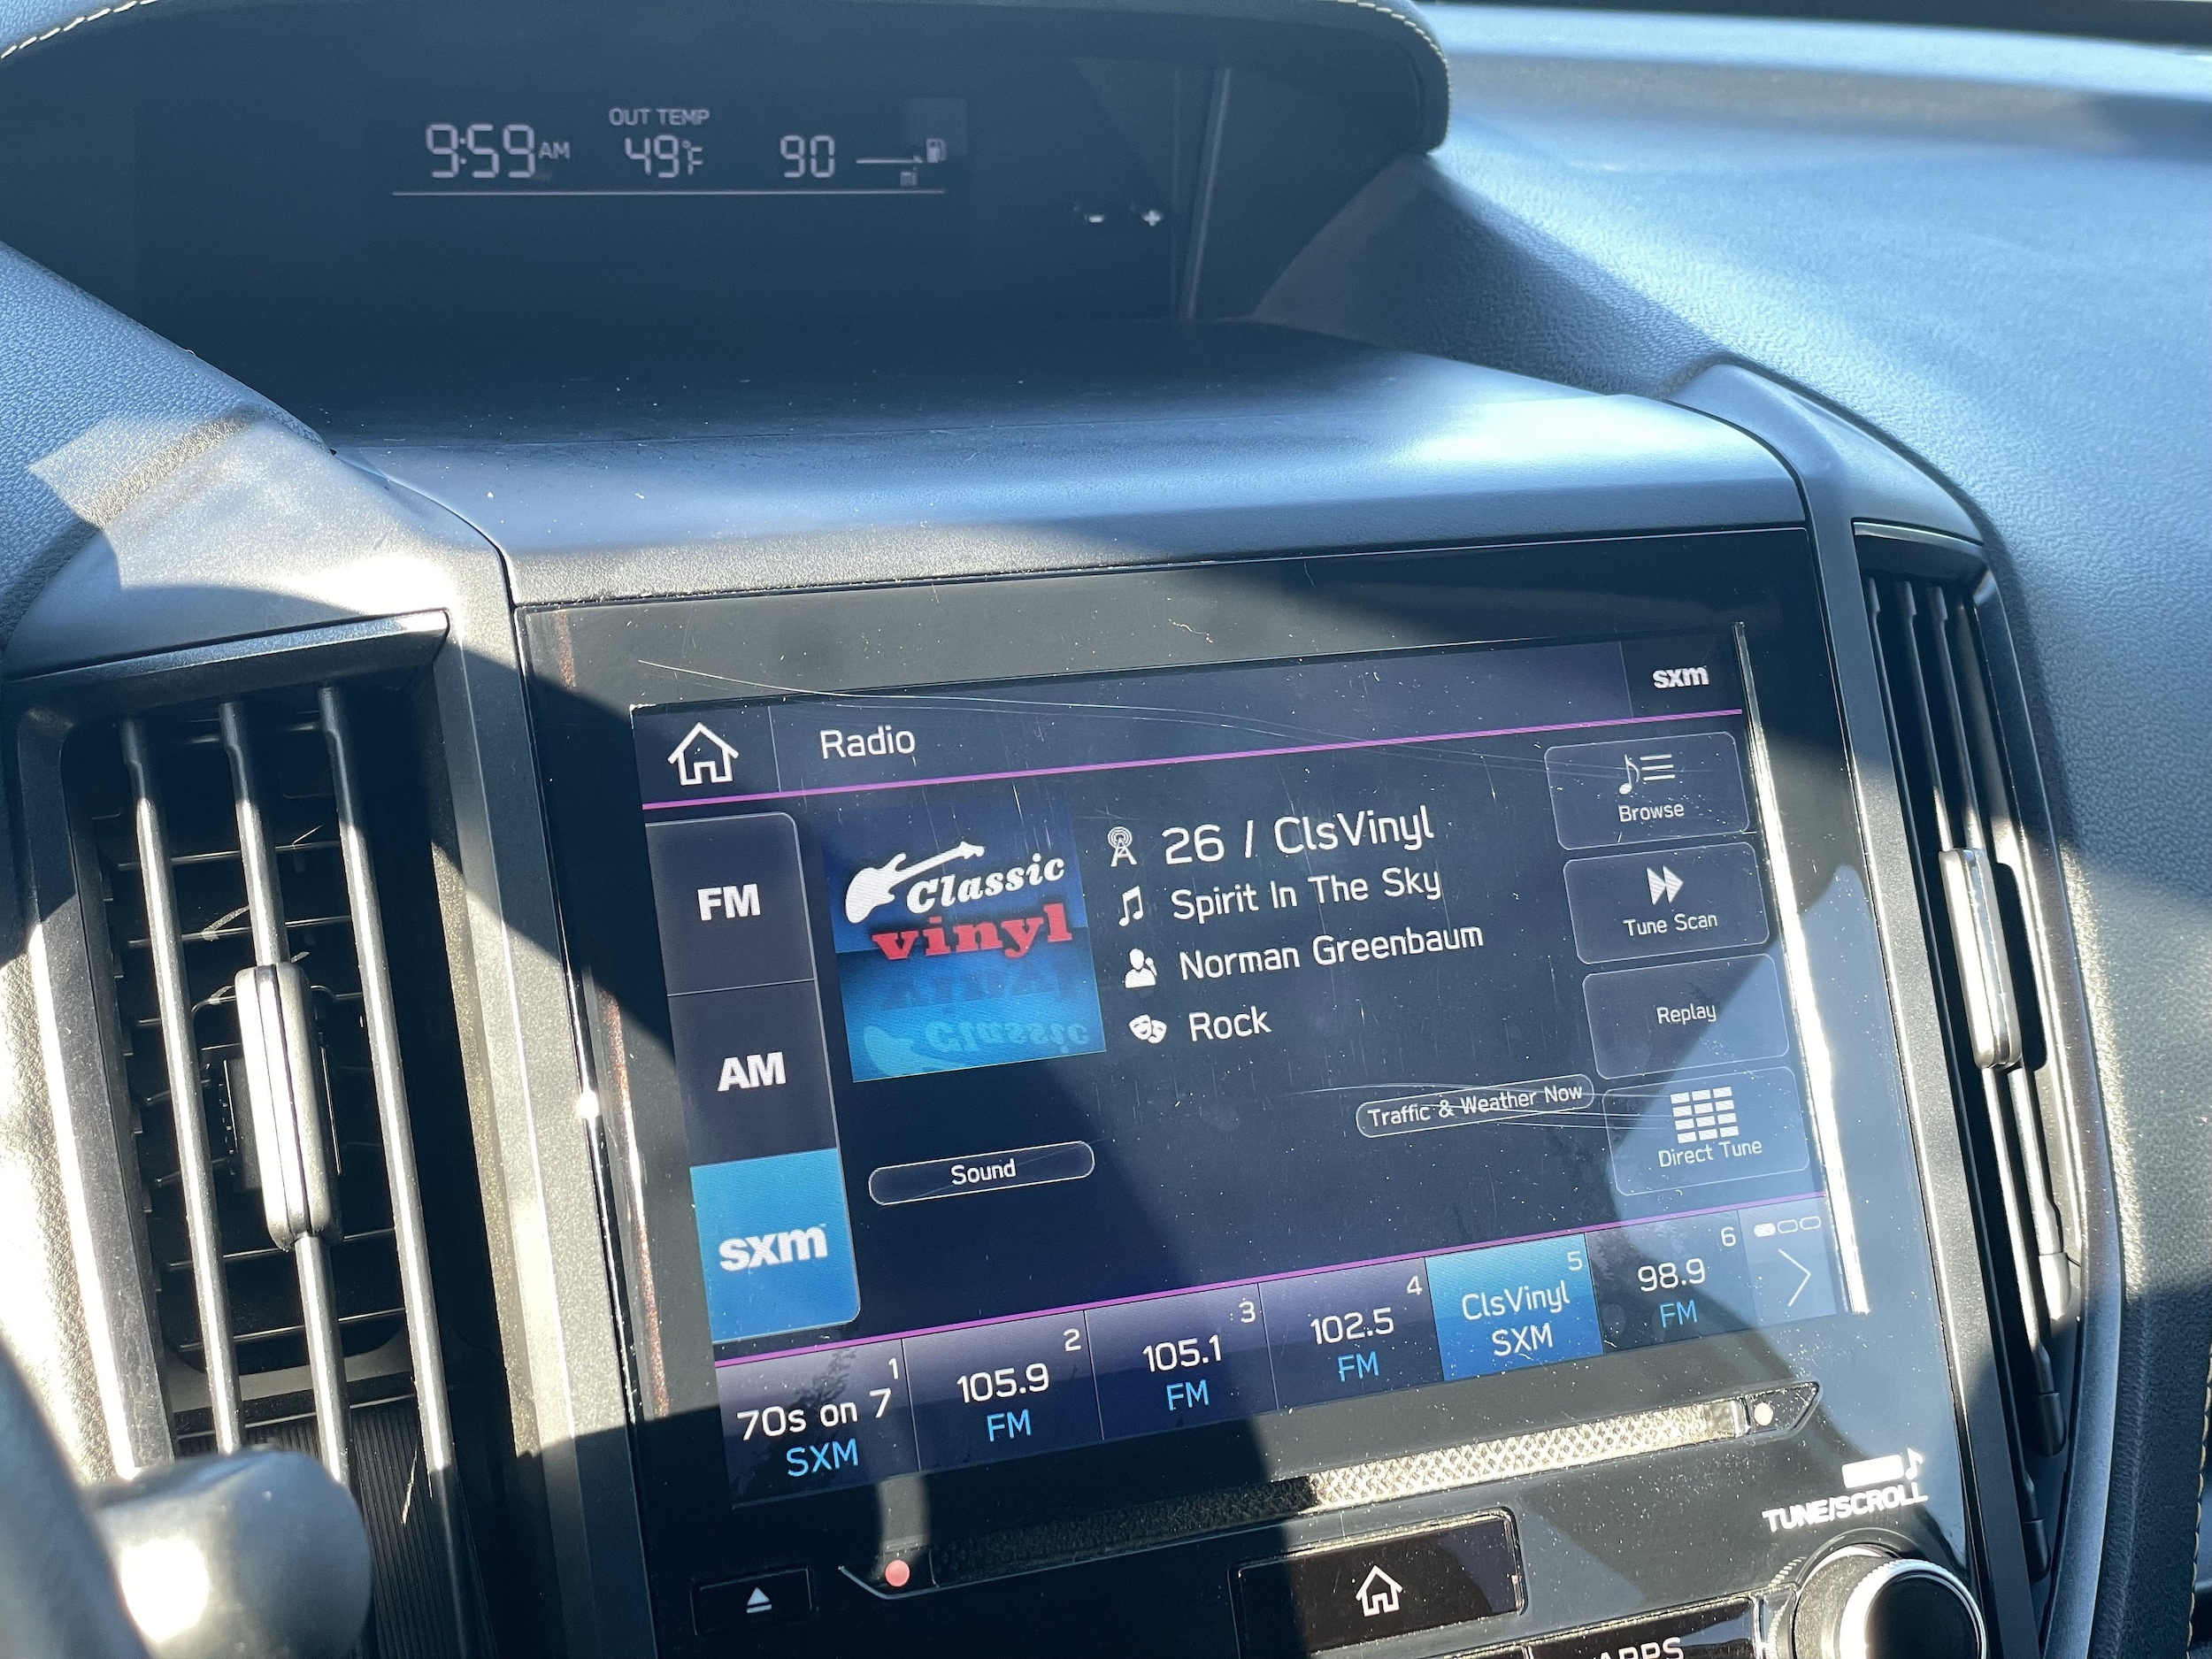 OUT TEMP
9:59 AM 49°F 90
mi
- +
Radio
sxm
FM
AM
sxm
Classic
vinyl
26 / ClsVinyl
Spirit In The Sky
Norman Greenbaum
Rock
Browse
Tune Scan
Replay
Direct Tune
Traffic & Weather Now
Sound
1
70s on 7
SXM
2
105.9
FM
3
105.1
FM
4
102.5
FM
5
ClsVinyl
SXM
6
98.9
FM
TUNE/SCROLL